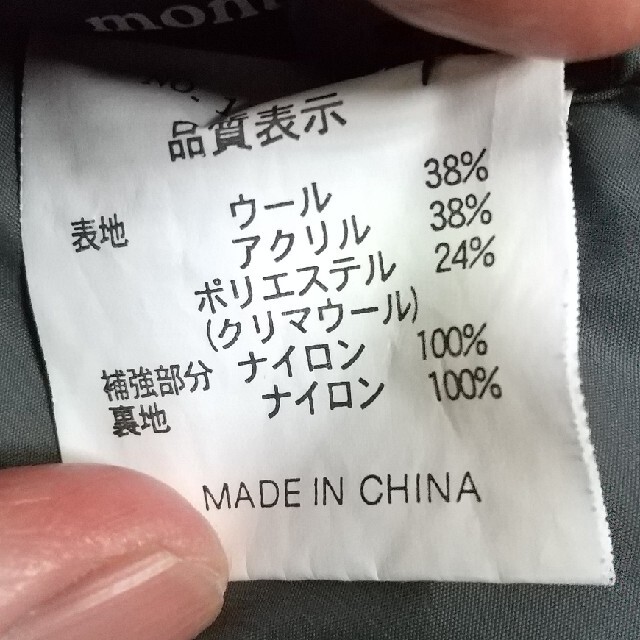 品質表示
表地 ウール 38%
アクリル 38%
ポリエステル 24%
(クリマウール)
補強部分 ナイロン 100%
裏地 ナイロン 100%
MADE IN CHINA